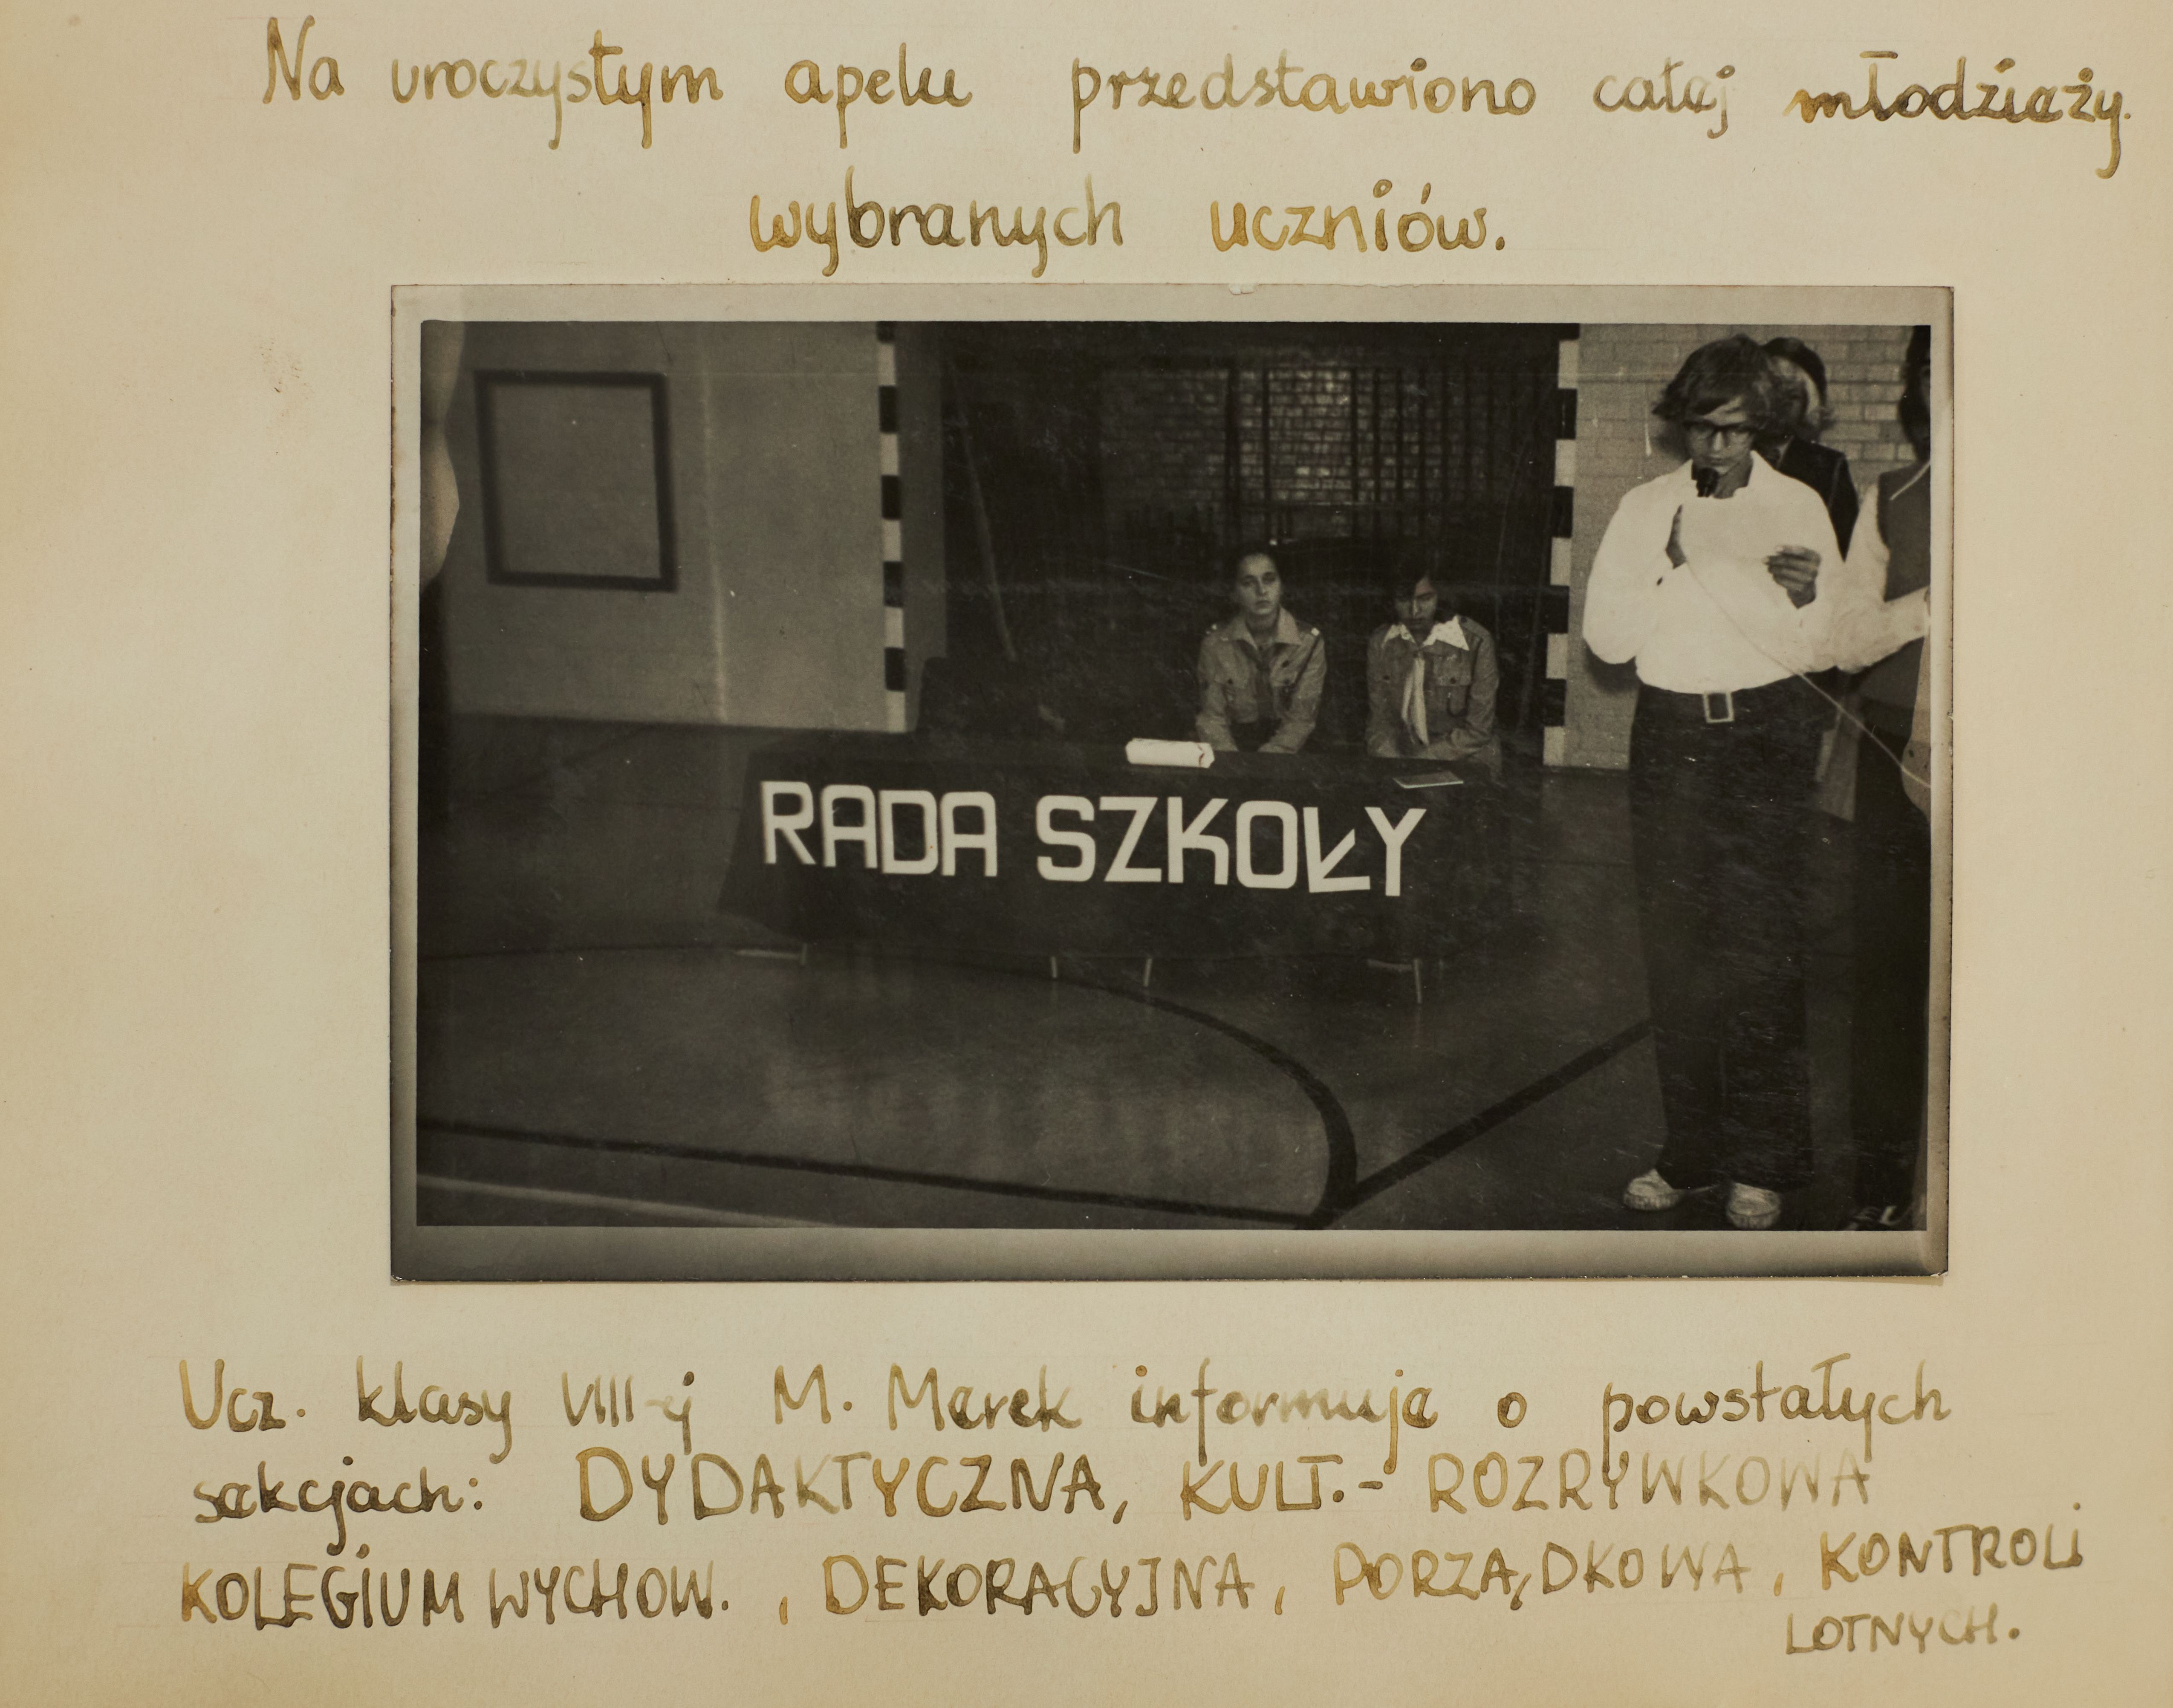 Na uroczystym apelu przedstawiono całej młodzieży.
wybranych uczniów.
RADA SZKOŁY
Ucz. klasy VIII-ej M. Marek informuje o powstałych
sekcjach: DYDAKTYCZNA, KULT.- ROZRYWKOWA
KOLEGIUM WYCHOW. , DEKORACYJNA, PORZĄDKOWA, KONTROLI
LOTNYCH.